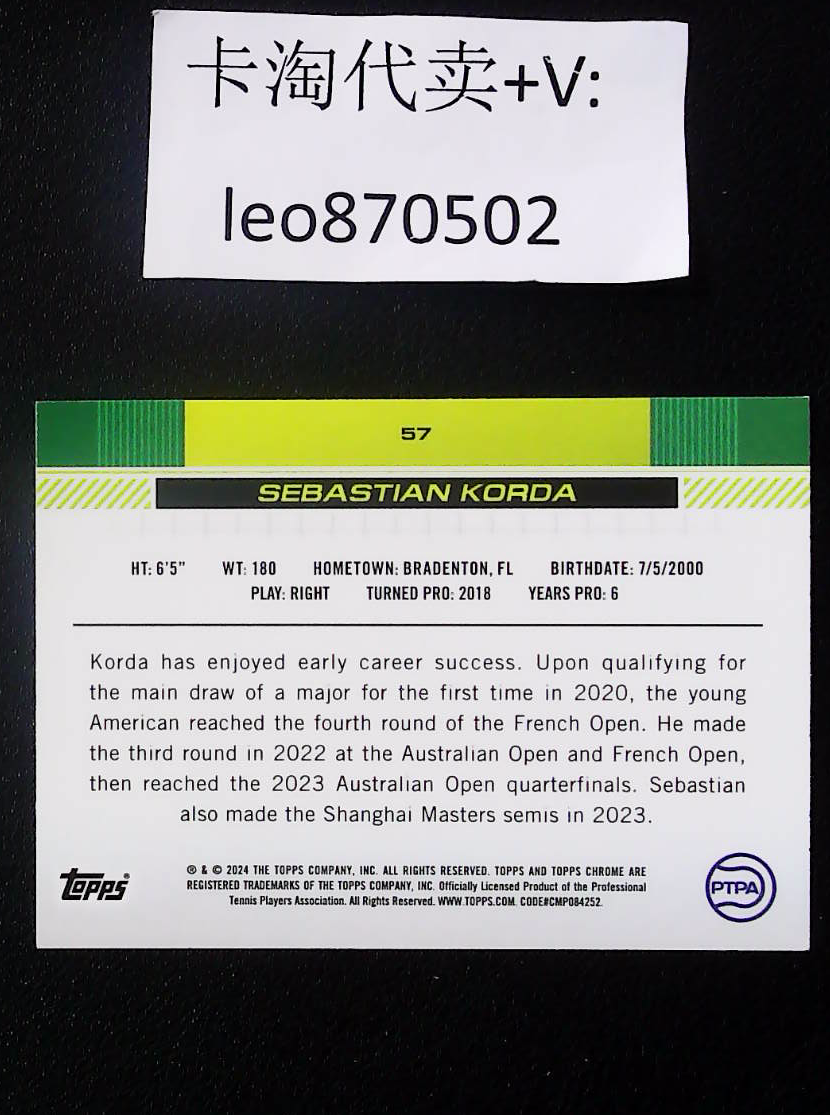 卡淘代卖+V:
leo870502
57
SEBASTIAN KORDA
HT: 6'5" WT: 180 HOMETOWN: BRADENTON, FL BIRTHDATE: 7/5/2000
PLAY: RIGHT TURNED PRO: 2018 YEARS PRO: 6
Korda has enjoyed early career success. Upon qualifying for
the main draw of a major for the first time in 2020, the young
American reached the fourth round of the French Open. He made
the third round in 2022 at the Australian Open and French Open,
then reached the 2023 Australian Open quarterfinals. Sebastian
also made the Shanghai Masters semis in 2023.
topps®
® & © 2024 THE TOPPS COMPANY, INC. ALL RIGHTS RESERVED. TOPPS AND TOPPS CHROME ARE
REGISTERED TRADEMARKS OF THE TOPPS COMPANY, INC. Officially Licensed Product of the Professional
Tennis Players Association. All Rights Reserved. WWW.TOPPS.COM. CODE#CMP084252.
PTPA